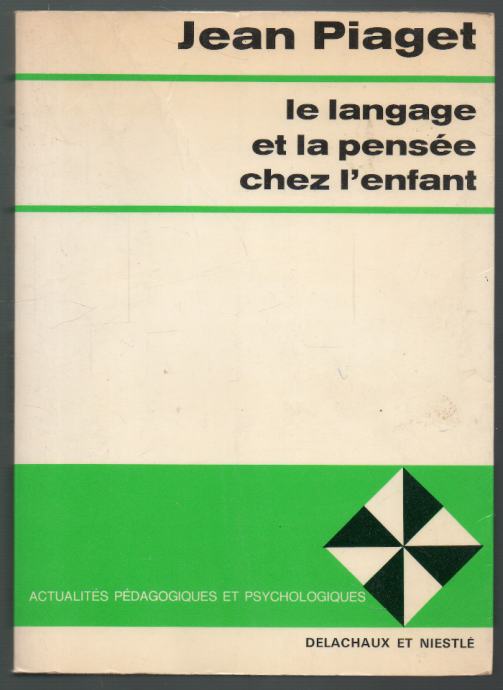 Jean Piaget
le langage
et la pensée
chez l'enfant
ACTUALITÉS PÉDAGOGIQUES ET PSYCHOLOGIQUES
DELACHAUX ET NIESTLÉ